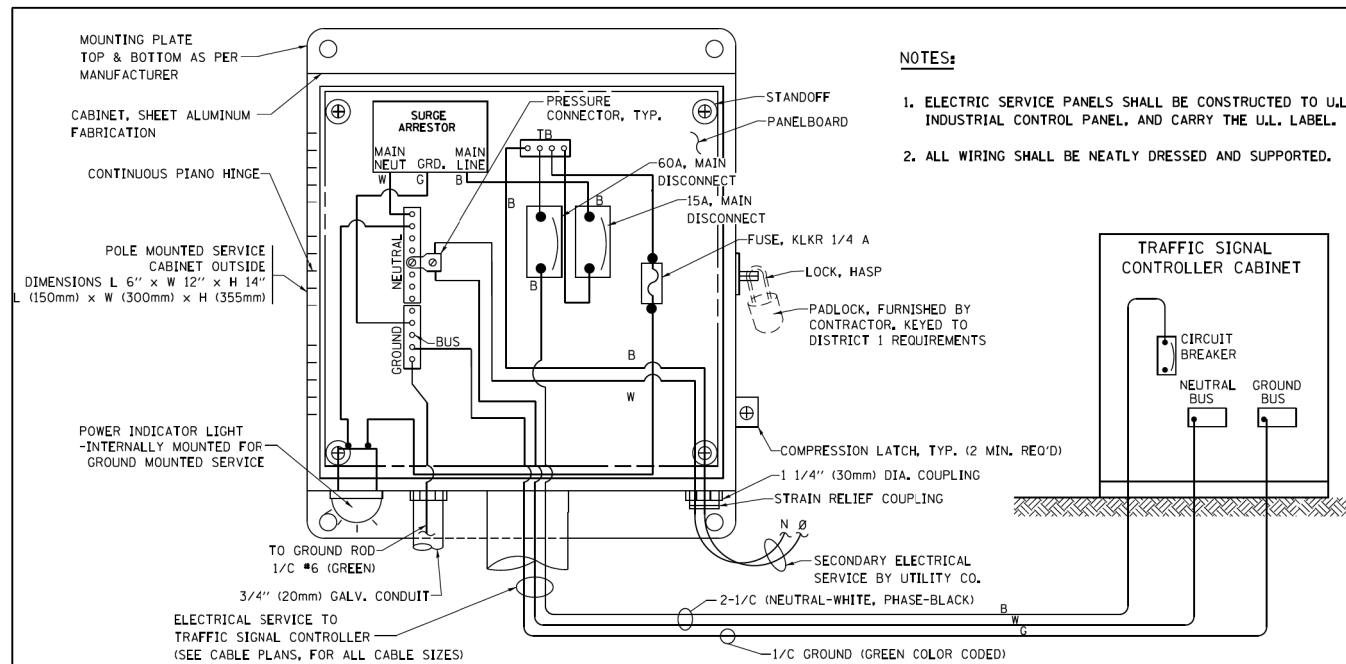 MOUNTING PLATE
TOP & BOTTOM AS PER
MANUFACTURER
CABINET, SHEET ALUMINUM
FABRICATION
CONTINUOUS PIANO HINGE
POLE MOUNTED SERVICE
CABINET OUTSIDE
DIMENSIONS L 6" x W 12" x H 14"
L (150mm) x W (300mm) x H (355mm)
POWER INDICATOR LIGHT
-INTERNALLY MOUNTED FOR
GROUND MOUNTED SERVICE
SURGE
ARRESTOR
MAIN
NEUT
GRD.
MAIN
LINE
W
G
B
PRESSURE
CONNECTOR, TYP.
TB
STANDOFF
PANELBOARD
60A, MAIN
DISCONNECT
15A, MAIN
DISCONNECT
B
B
B
FUSE, KLKR 1/4 A
NEUTRAL
GROUND
BUS
LOCK, HASP
PADLOCK, FURNISHED BY
CONTRACTOR. KEYED TO
DISTRICT 1 REQUIREMENTS
B
W
COMPRESSION LATCH, TYP. (2 MIN. REQ'D)
1 1/4" (30mm) DIA. COUPLING
STRAIN RELIEF COUPLING
N Ø
SECONDARY ELECTRICAL
SERVICE BY UTILITY CO.
TO GROUND ROD
1/C #6 (GREEN)
3/4" (20mm) GALV. CONDUIT
ELECTRICAL SERVICE TO
TRAFFIC SIGNAL CONTROLLER
(SEE CABLE PLANS, FOR ALL CABLE SIZES)
2-1/C (NEUTRAL-WHITE, PHASE-BLACK)
1/C GROUND (GREEN COLOR CODED)
B
W
G
NOTES:
1. ELECTRIC SERVICE PANELS SHALL BE CONSTRUCTED TO U.L
INDUSTRIAL CONTROL PANEL, AND CARRY THE U.L. LABEL.
2. ALL WIRING SHALL BE NEATLY DRESSED AND SUPPORTED.
TRAFFIC SIGNAL
CONTROLLER CABINET
CIRCUIT
BREAKER
NEUTRAL
BUS
GROUND
BUS